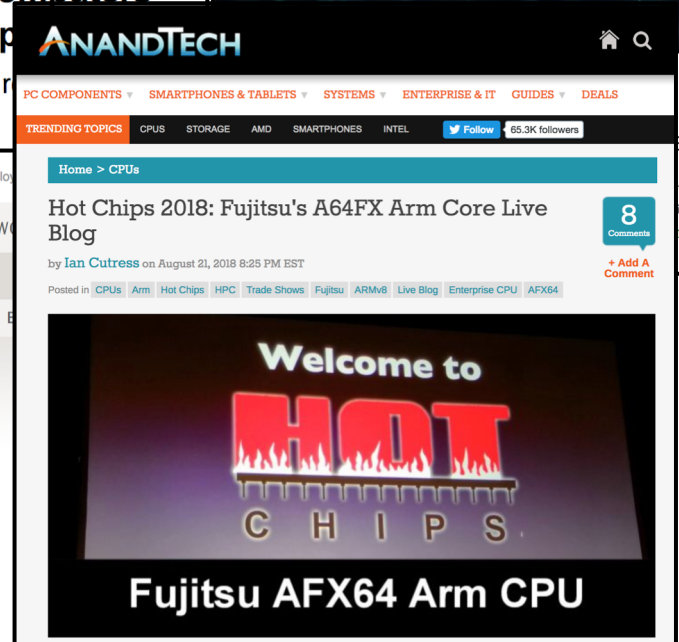 ANANDTECH
PC COMPONENTS SMARTPHONES & TABLETS SYSTEMS ENTERPRISE & IT GUIDES DEALS
TRENDING TOPICS CPUS STORAGE AMD SMARTPHONES INTEL Follow 65.3K followers
Home > CPUs
Hot Chips 2018: Fujitsu's A64FX Arm Core Live
Blog
8
Comments
by Ian Cutress on August 21, 2018 8:25 PM EST
+ Add A
Comment
Posted in CPUs Arm Hot Chips HPC Trade Shows Fujitsu ARMv8 Live Blog Enterprise CPU AFX64
Welcome to
HOT
CHIPS
Fujitsu AFX64 Arm CPU